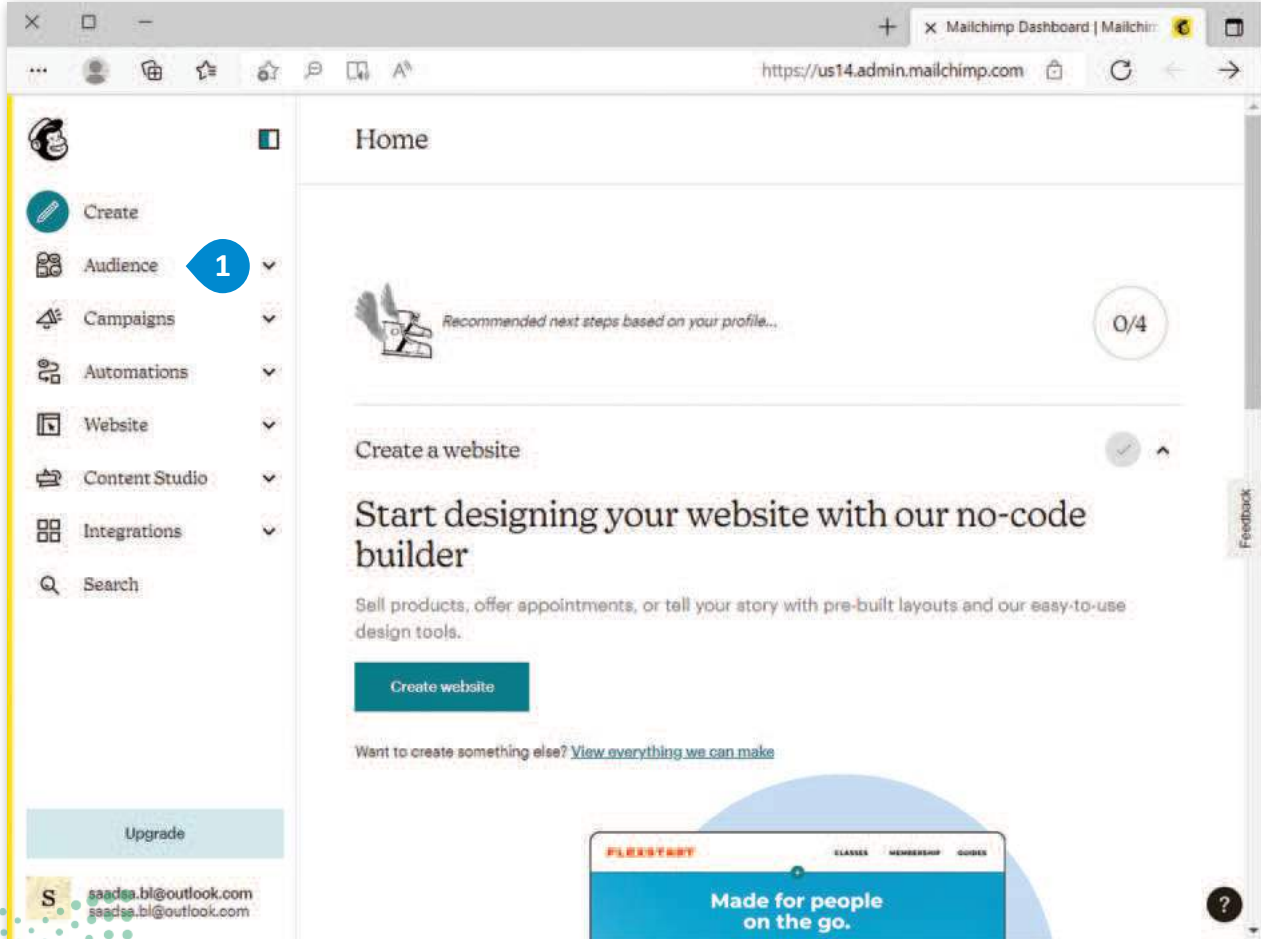 Mailchimp Dashboard | Mailchim
https://us14.admin.mailchimp.com
Home
Create
Audience
1
Campaigns
Automations
Website
Content Studio
Integrations
Search
Recommended next steps based on your profile...
0/4
Create a website
Start designing your website with our no-code
builder
Sell products, offer appointments, or tell your story with pre-built layouts and our easy-to-use
design tools.
Create website
Want to create something else? View everything we can make
Feedback
FLEXSTART
CLASSES MEMBERSHIP GUIDES
Made for people
on the go.
Upgrade
S
saadsa.bl@outlook.com
saadsa.bl@outlook.com
?